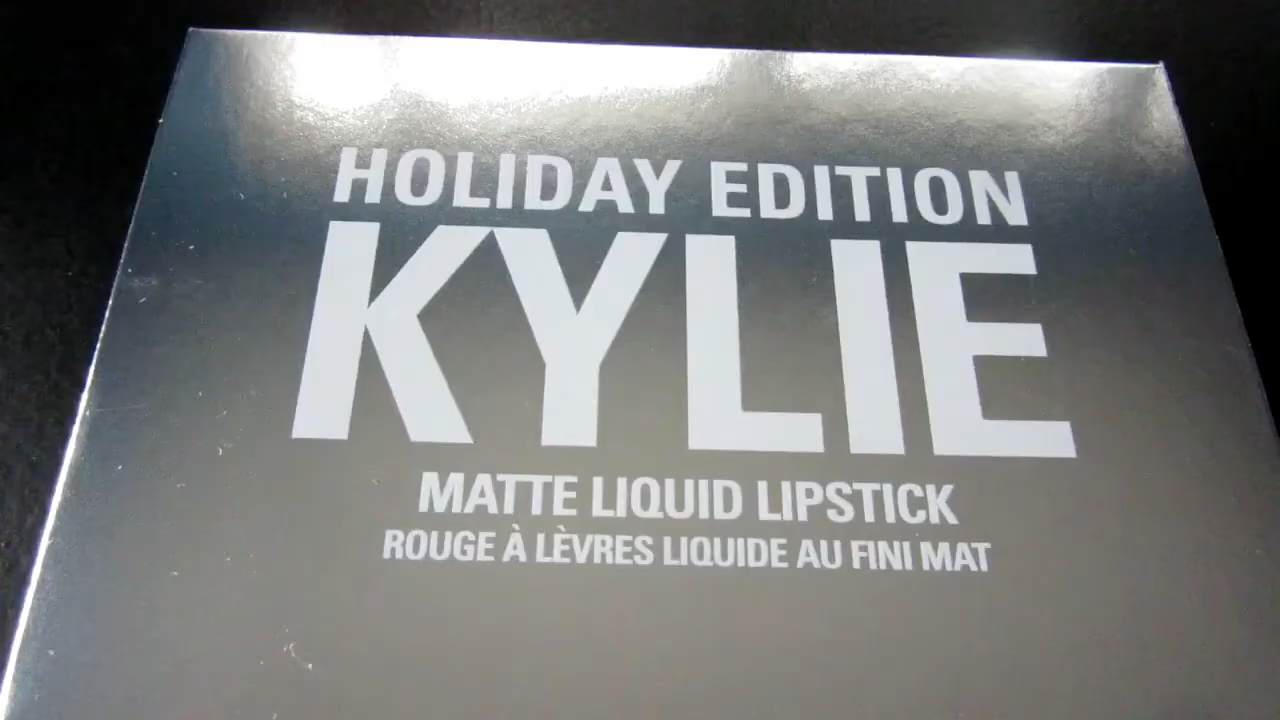 HOLIDAY EDITION
KYLIE
MATTE LIQUID LIPSTICK
ROUGE À LÈVRES LIQUIDE AU FINI MAT